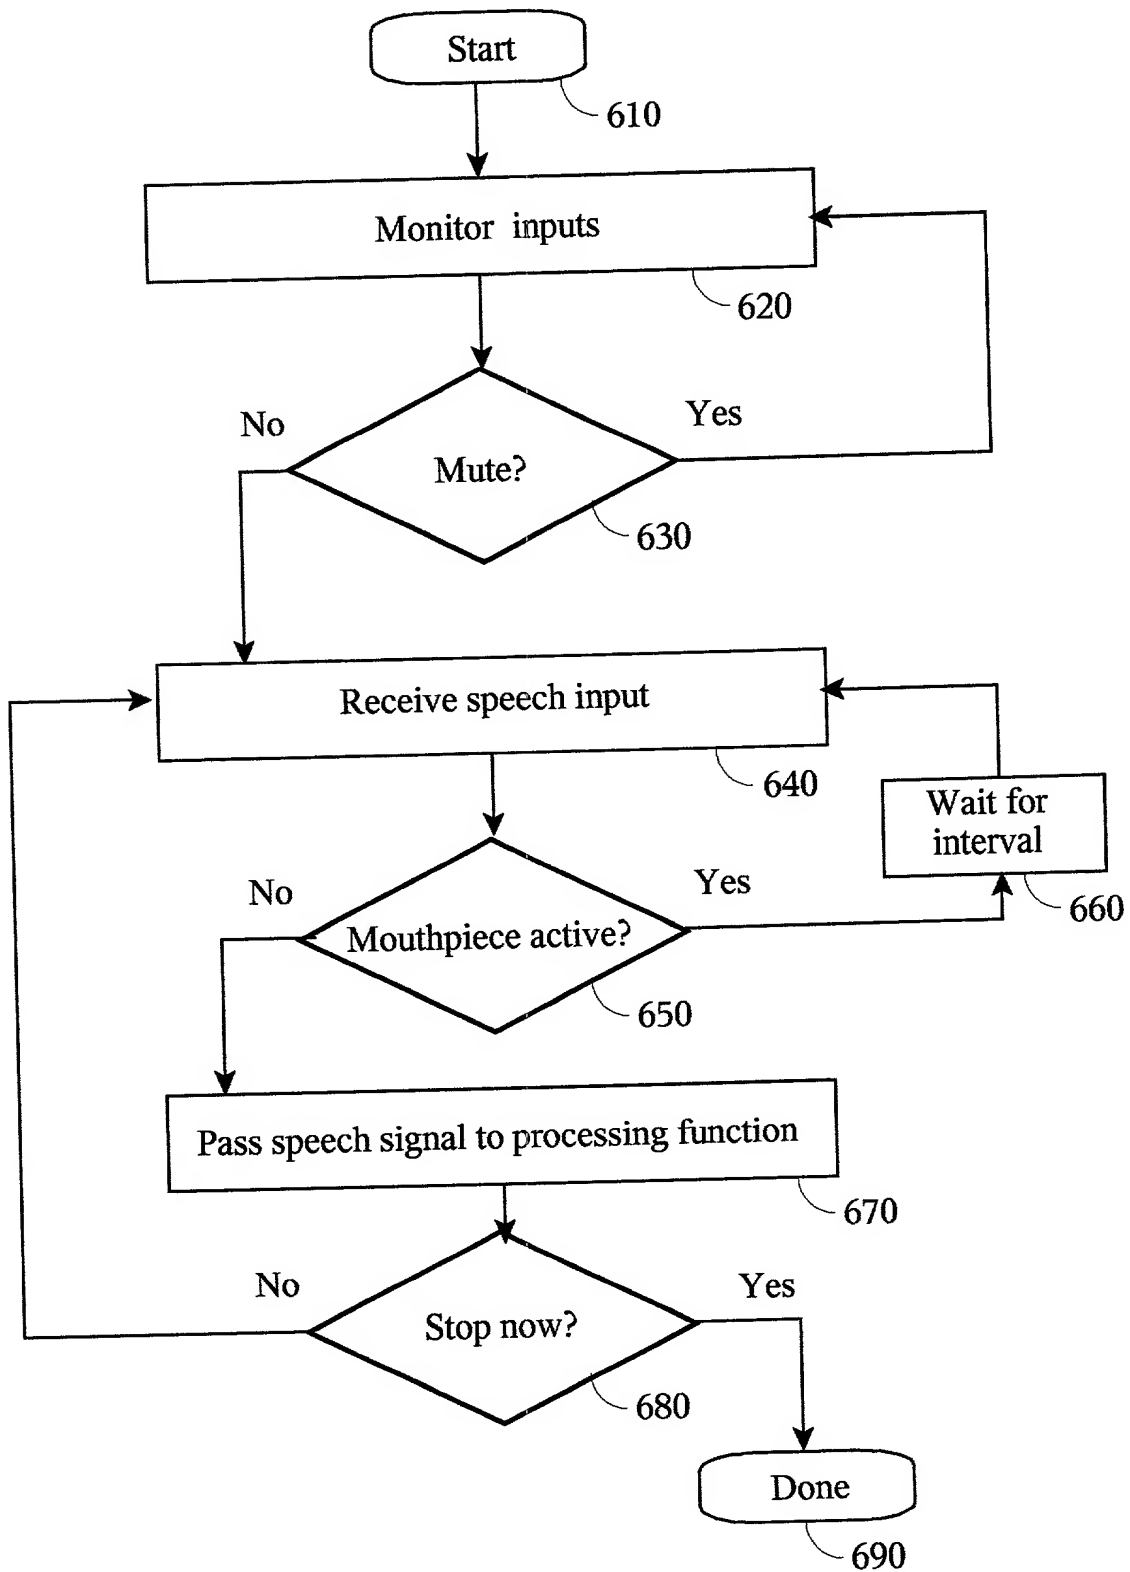 Start
610
Monitor inputs
620
No
Yes
Mute?
630
Receive speech input
640
Wait for
interval
660
No
Yes
Mouthpiece active?
650
Pass speech signal to processing function
670
No
Yes
Stop now?
680
Done
690